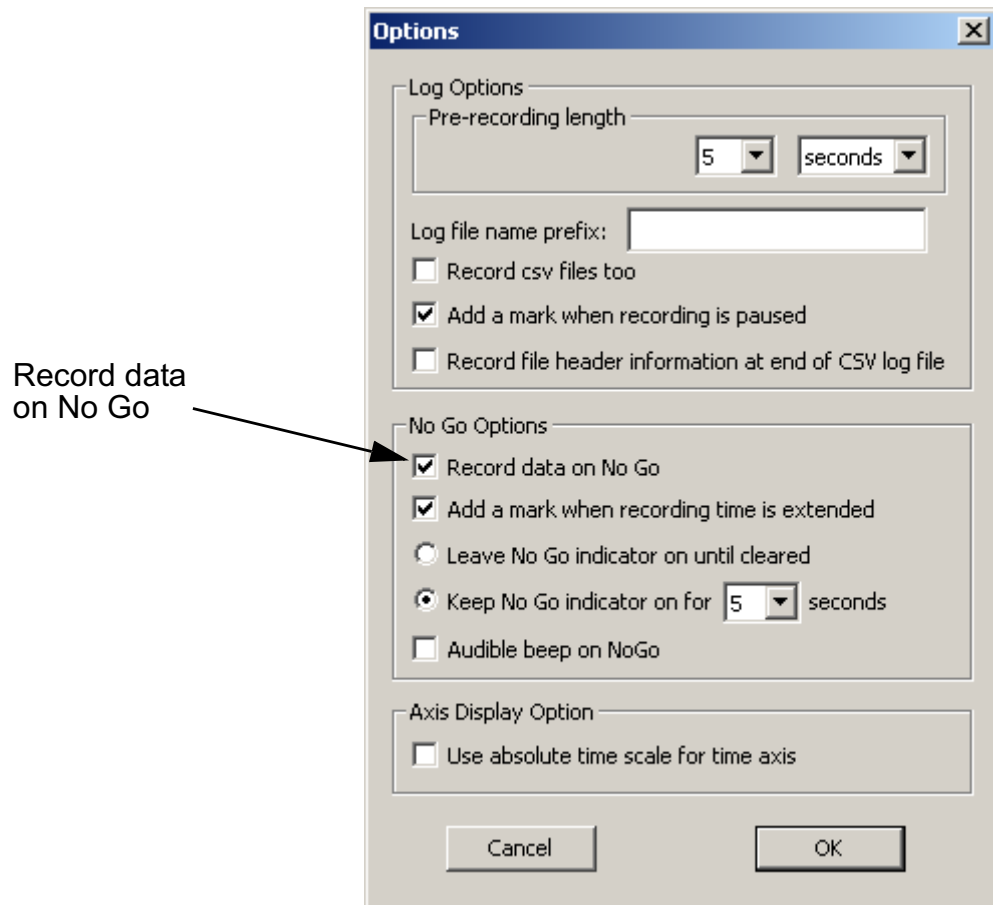 Options
Log Options
Pre-recording length
5 seconds
Log file name prefix:
Record csv files too
Add a mark when recording is paused
Record file header information at end of CSV log file
Record data
on No Go
No Go Options
Record data on No Go
Add a mark when recording time is extended
Leave No Go indicator on until cleared
Keep No Go indicator on for 5 seconds
Audible beep on NoGo
Axis Display Option
Use absolute time scale for time axis
Cancel OK